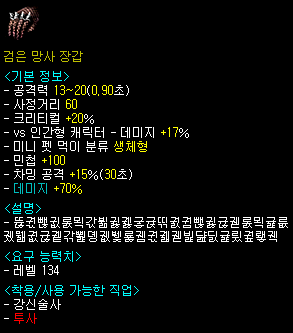 검은 망사 장갑
<기본 정보>
- 공격력 13~20(0.90초)
- 사정거리 60
- 크리티컬 +20%
- vs 인간형 캐릭터 - 데미지 +17%
- 미니 펫 먹이 분류 생체형
- 민첩 +100
- 차밍 공격 +15%(30초)
- 데미지 +70%
<설명>
<요구 능력치>
- 레벨 134
<착용/사용 가능한 직업>
- 강신술사
- 투사